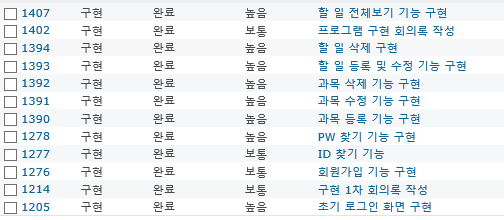 1407 구현 완료 높음 할 일 전체보기 기능 구현
1402 구현 완료 보통 프로그램 구현 회의록 작성
1394 구현 완료 높음 할 일 삭제 구현
1393 구현 완료 높음 할 일 등록 및 수정 기능 구현
1392 구현 완료 높음 과목 삭제 기능 구현
1391 구현 완료 높음 과목 수정 기능 구현
1390 구현 완료 높음 과목 등록 기능 구현
1278 구현 완료 높음 PW 찾기 기능 구현
1277 구현 완료 보통 ID 찾기 기능
1276 구현 완료 보통 회원가입 기능 구현
1214 구현 완료 보통 구현 1차 회의록 작성
1205 구현 완료 높음 초기 로그인 화면 구현